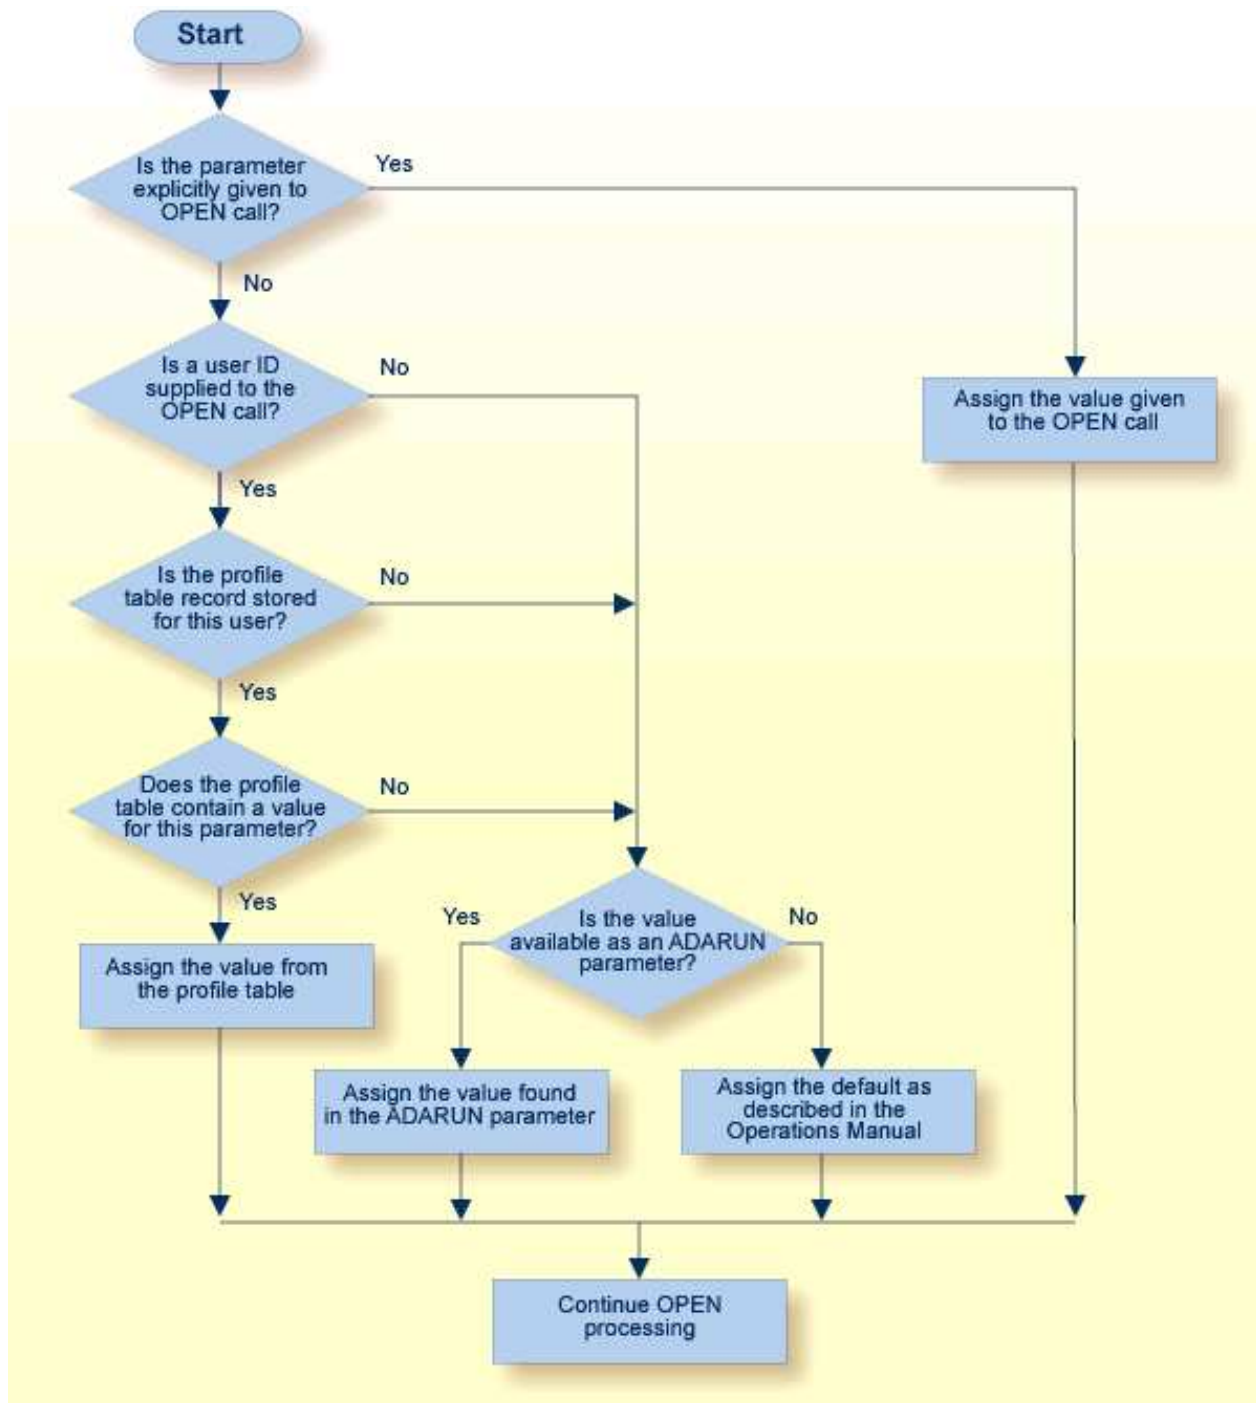 Start
Is the parameter
explicitly given to
OPEN call?
Yes
No
Is a user ID
supplied to the
OPEN call?
No
Assign the value given
to the OPEN call
Yes
Is the profile
table record stored
for this user?
No
Yes
Does the profile
table contain a value
for this parameter?
No
Yes
Assign the value from
the profile table
Yes
Is the value
available as an ADARUN
parameter?
No
Assign the value found
in the ADARUN parameter
Assign the default as
described in the
Operations Manual
Continue OPEN
processing